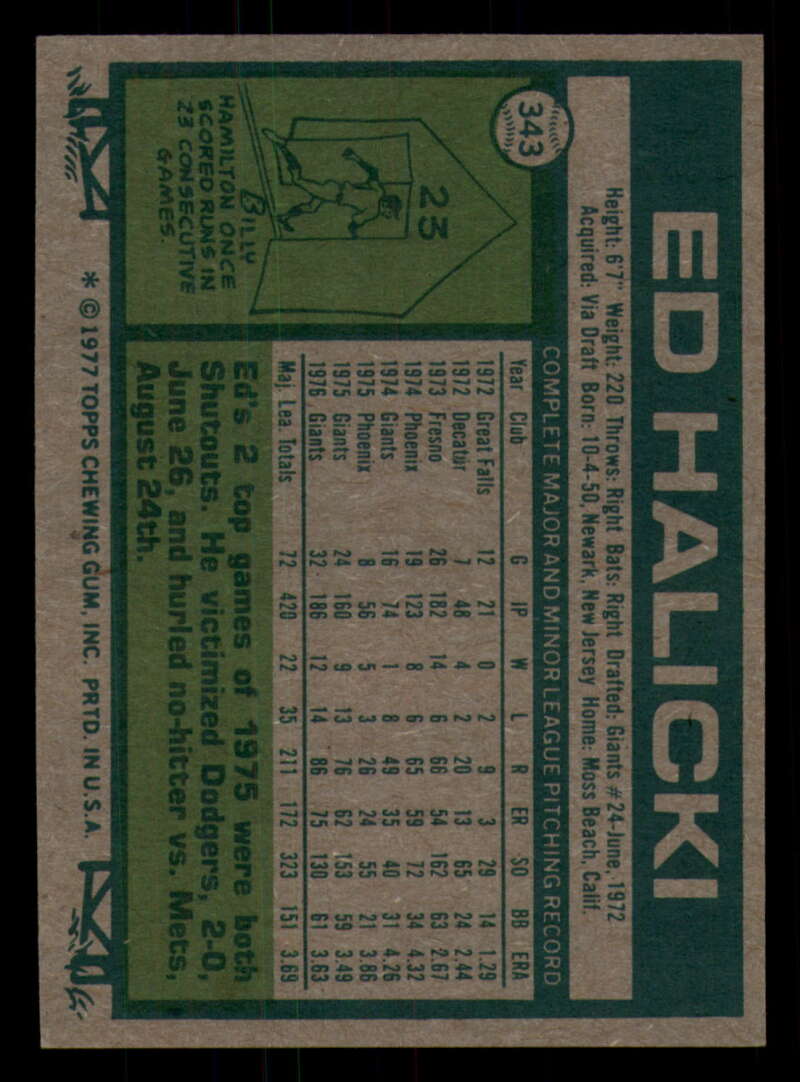 343
ED HALICKI
Height: 6'7" Weight: 220 Throws: Right Bats: Right Drafted: Giants #24-June, 1972
Acquired: Via Draft Born: 10-4-50, Newark, New Jersey Home: Moss Beach, Calif.
COMPLETE MAJOR AND MINOR LEAGUE PITCHING RECORD
Year Club G IP W L R ER SO BB ERA
1972 Great Falls 12 21 0 2 9 3 29 14 1.29
1972 Decatur 7 48 4 2 20 13 65 24 2.44
1973 Fresno 26 182 14 6 66 54 162 63 2.67
1974 Phoenix 19 123 8 6 65 59 72 34 4.32
1974 Giants 16 74 1 8 49 35 40 31 4.26
1975 Phoenix 8 56 5 3 26 24 55 21 3.86
1975 Giants 24 160 9 13 76 62 153 59 3.49
1976 Giants 32 186 12 14 86 75 130 61 3.63
Maj. Lea. Totals 72 420 22 35 211 172 323 151 3.69
23
BILLY
HAMILTON ONCE
SCORED RUNS IN
23 CONSECUTIVE
GAMES.
Ed's 2 top games of 1975 were both
Shutouts. He victimized Dodgers, 2-0,
June 26, and hurled no-hitter vs. Mets,
August 24th.
* © 1977 TOPPS CHEWING GUM, INC. PRTD. IN U.S.A.